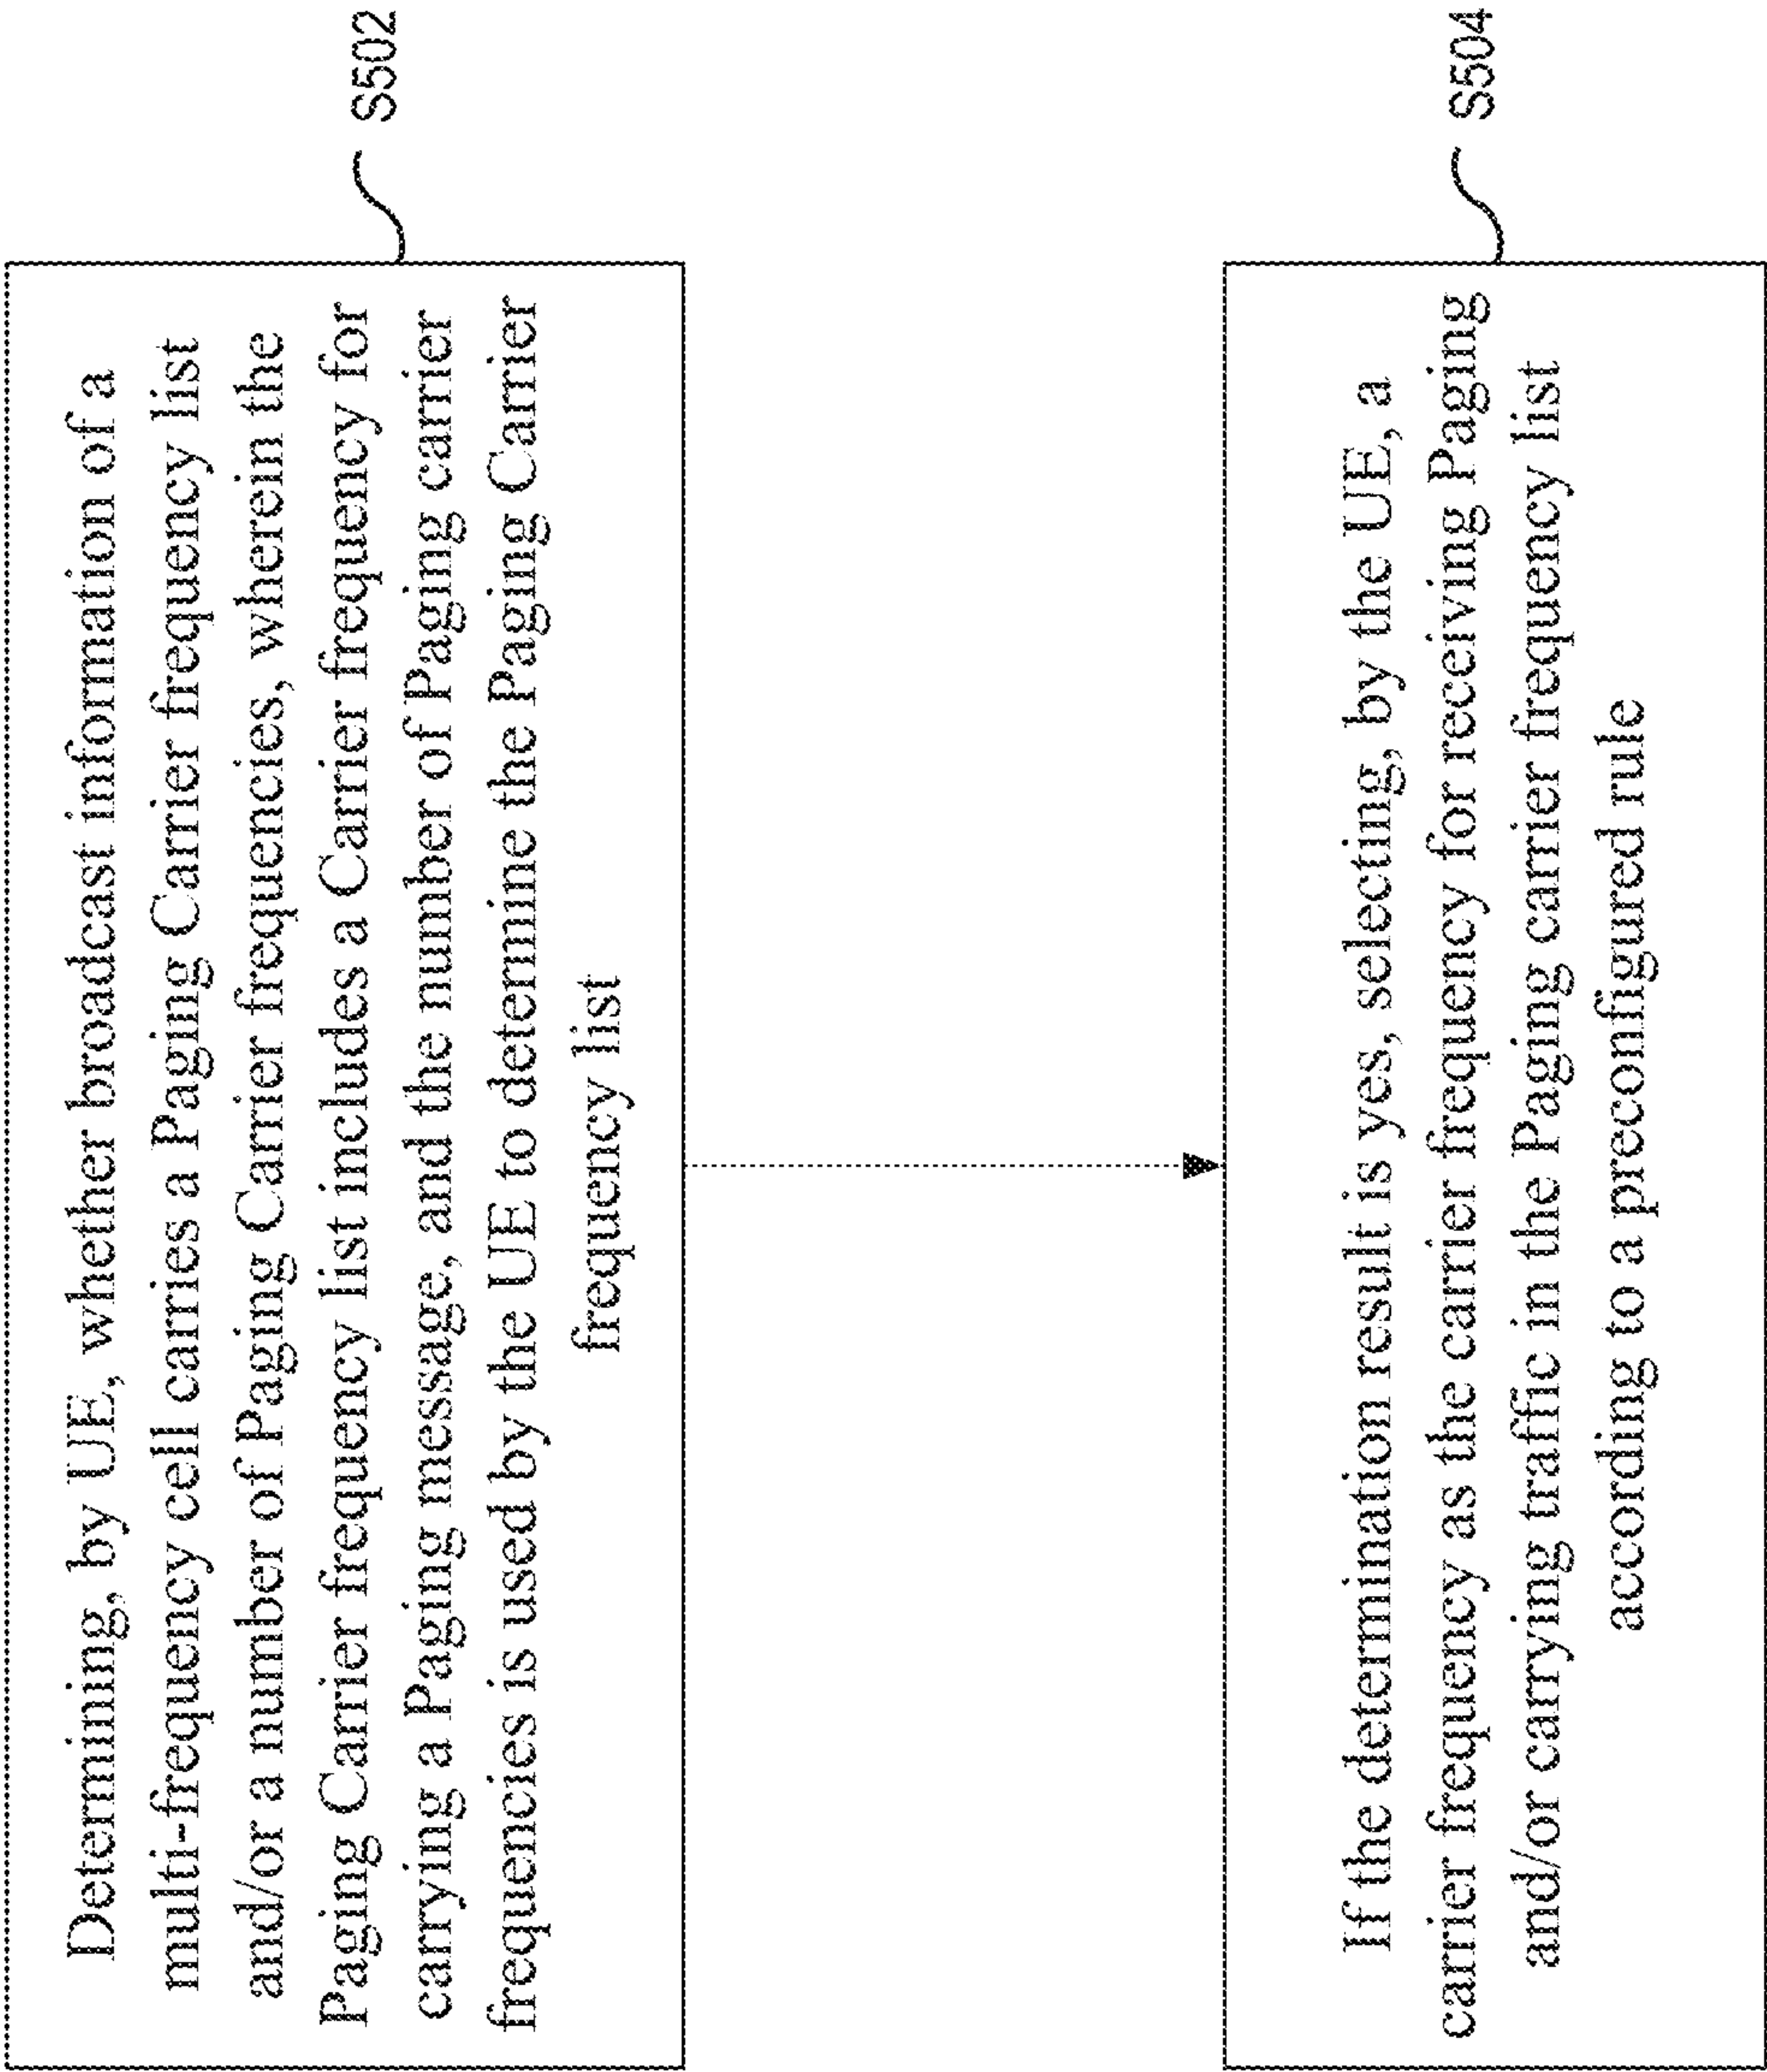 Determining, by UE, whether broadcast information of a
multi-frequency cell carries a Paging Carrier frequency list
and/or a number of Paging Carrier frequencies, wherein the
Paging Carrier frequency list includes a Carrier frequency for
carrying a Paging message, and the number of Paging carrier
frequencies is used by the UE to determine the Paging Carrier
frequency list
S502
If the determination result is yes, selecting, by the UE, a
carrier frequency as the carrier frequency for receiving Paging
and/or carrying traffic in the Paging carrier frequency list
according to a preconfigured rule
S504